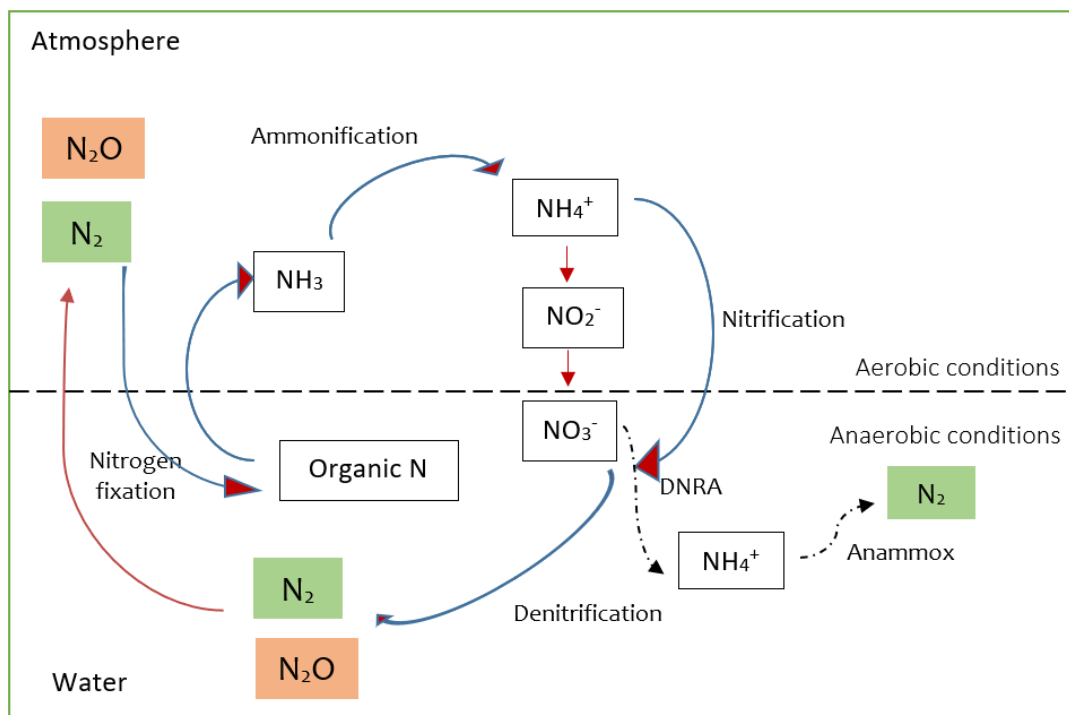 Atmosphere
N₂O
Ammonification
NH₄⁺
N₂
NH₃
NO₂⁻
Nitrification
Aerobic conditions
NO₃⁻
Anaerobic conditions
Nitrogen
fixation
Organic N
DNRA
N₂
NH₄⁺
Anammox
N₂
Denitrification
N₂O
Water